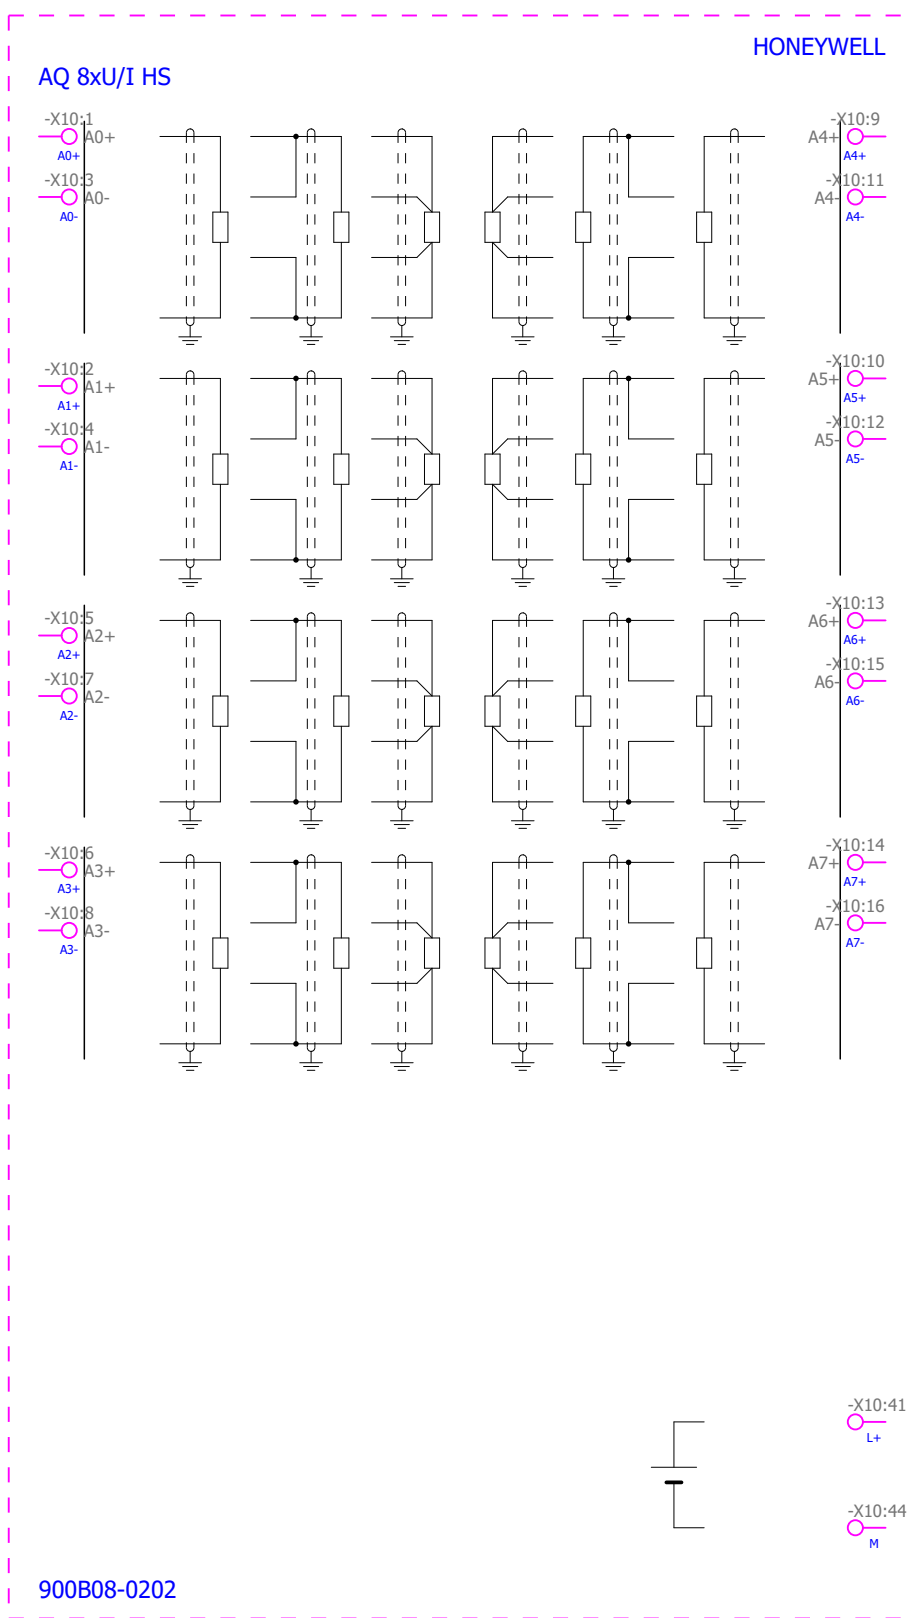 HONEYWELL
AQ 8xU/I HS
-X10:1
A0+
A0+
-X10:3
A0-
A0-
-X10:9
A4+
A4+
-X10:11
A4-
A4-
-X10:2
A1+
A1+
-X10:4
A1-
A1-
-X10:10
A5+
A5+
-X10:12
A5-
A5-
-X10:5
A2+
A2+
-X10:7
A2-
A2-
-X10:13
A6+
A6+
-X10:15
A6-
A6-
-X10:6
A3+
A3+
-X10:8
A3-
A3-
-X10:14
A7+
A7+
-X10:16
A7-
A7-
-X10:41
L+
-X10:44
M
900B08-0202